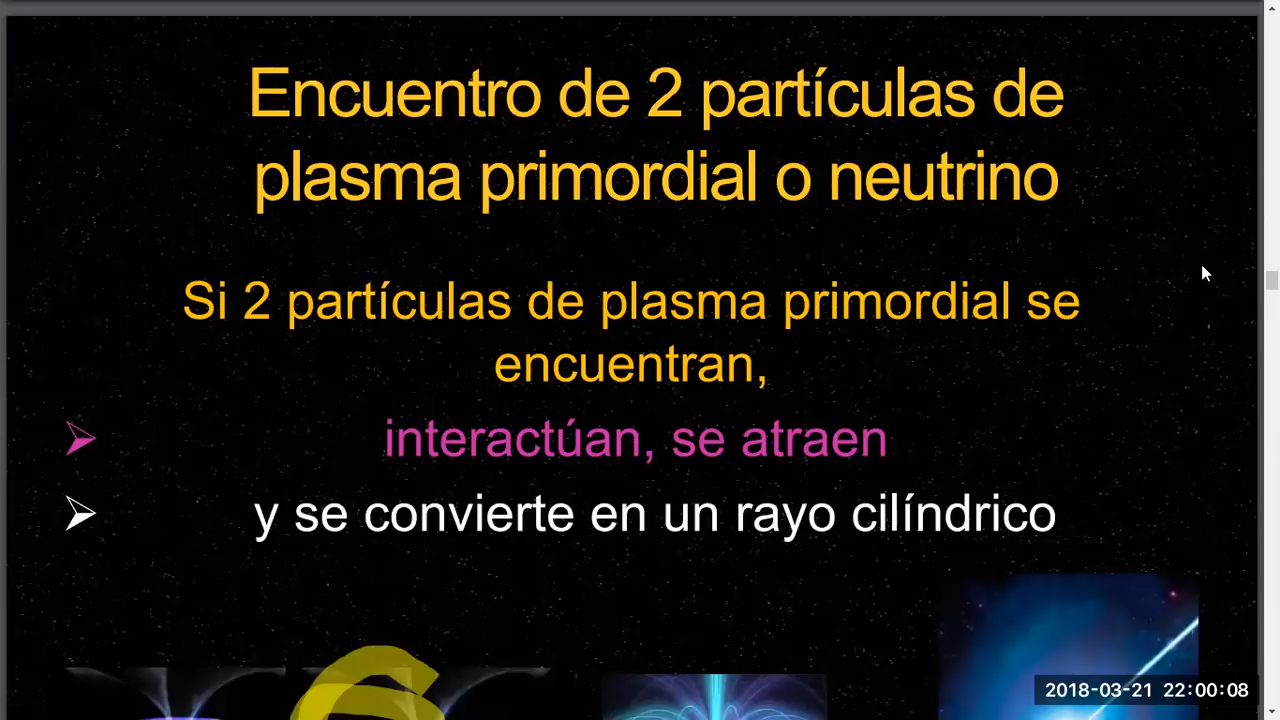 Encuentro de 2 partículas de
plasma primordial o neutrino
Si 2 partículas de plasma primordial se
encuentran,
interactúan, se atraen
y se convierte en un rayo cilíndrico
2018-03-21 22:00:08